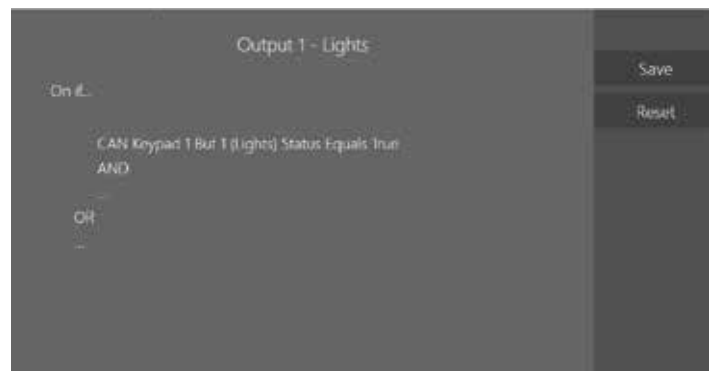 Output 1 - Lights
Save
On if...
Reset
CAN Keypad 1 But 1 (Lights) Status Equals True
AND
...
OR
...